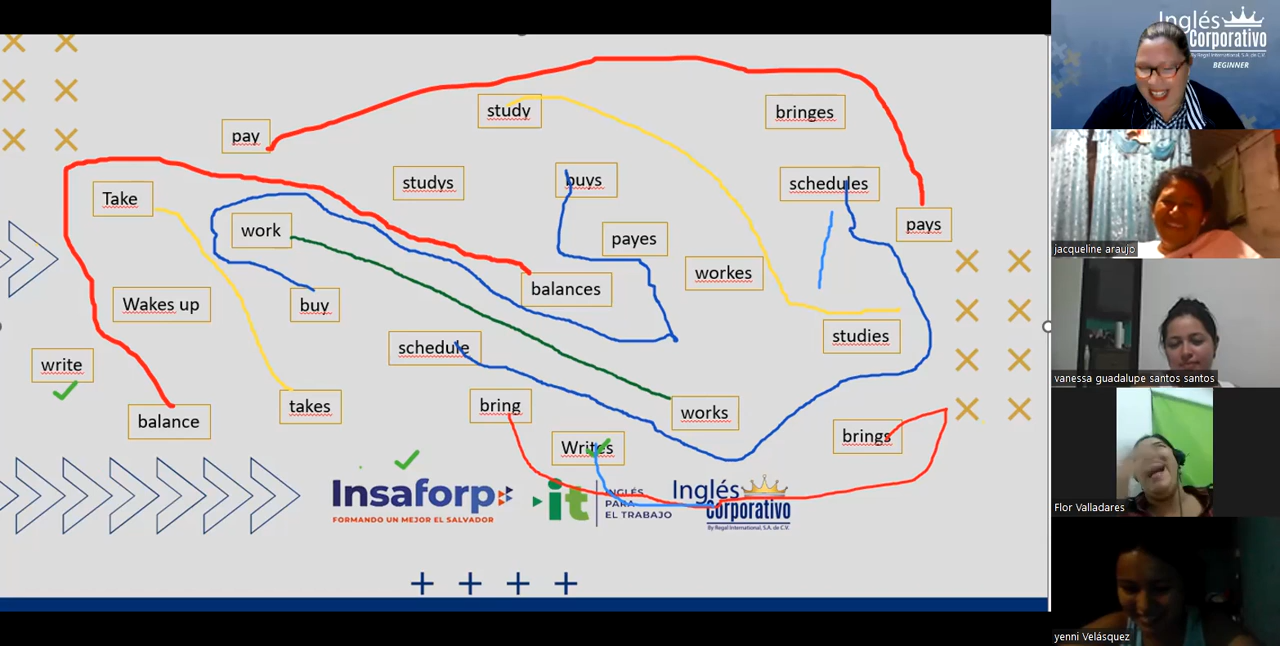 Inglés
Corporativo
By Regal International, S.A. de C.V.
BEGINNER
study
bringes
pay
buys
schedules
studys
Take
pays
work
payes
workes
balances
Wakes up
buy
studies
schedule
write
takes
bring
works
balance
brings
Writes
Insaforp
FORMANDO UN MEJOR EL SALVADOR
it
INGLÉS
PARA
EL TRABAJO
Inglés
Corporativo
By Regal International, S.A. de C.V.
jacqueline araujo
vanessa guadalupe santos santos
Flor Valladares
yenni Velásquez